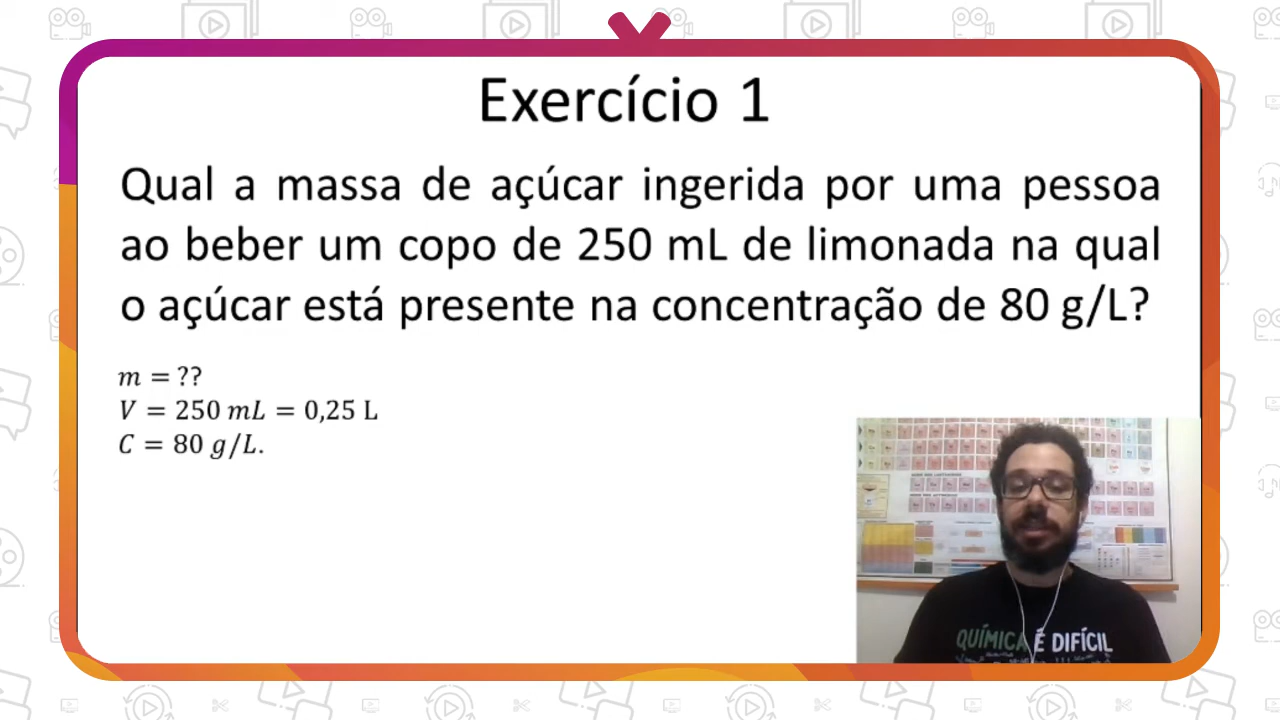 Exercício 1
Qual a massa de açúcar ingerida por uma pessoa
ao beber um copo de 250 mL de limonada na qual
o açúcar está presente na concentração de 80 g/L?
m = ??
V = 250 mL = 0,25 L
C = 80 g/L.
QUÍMICA É DIFÍCIL